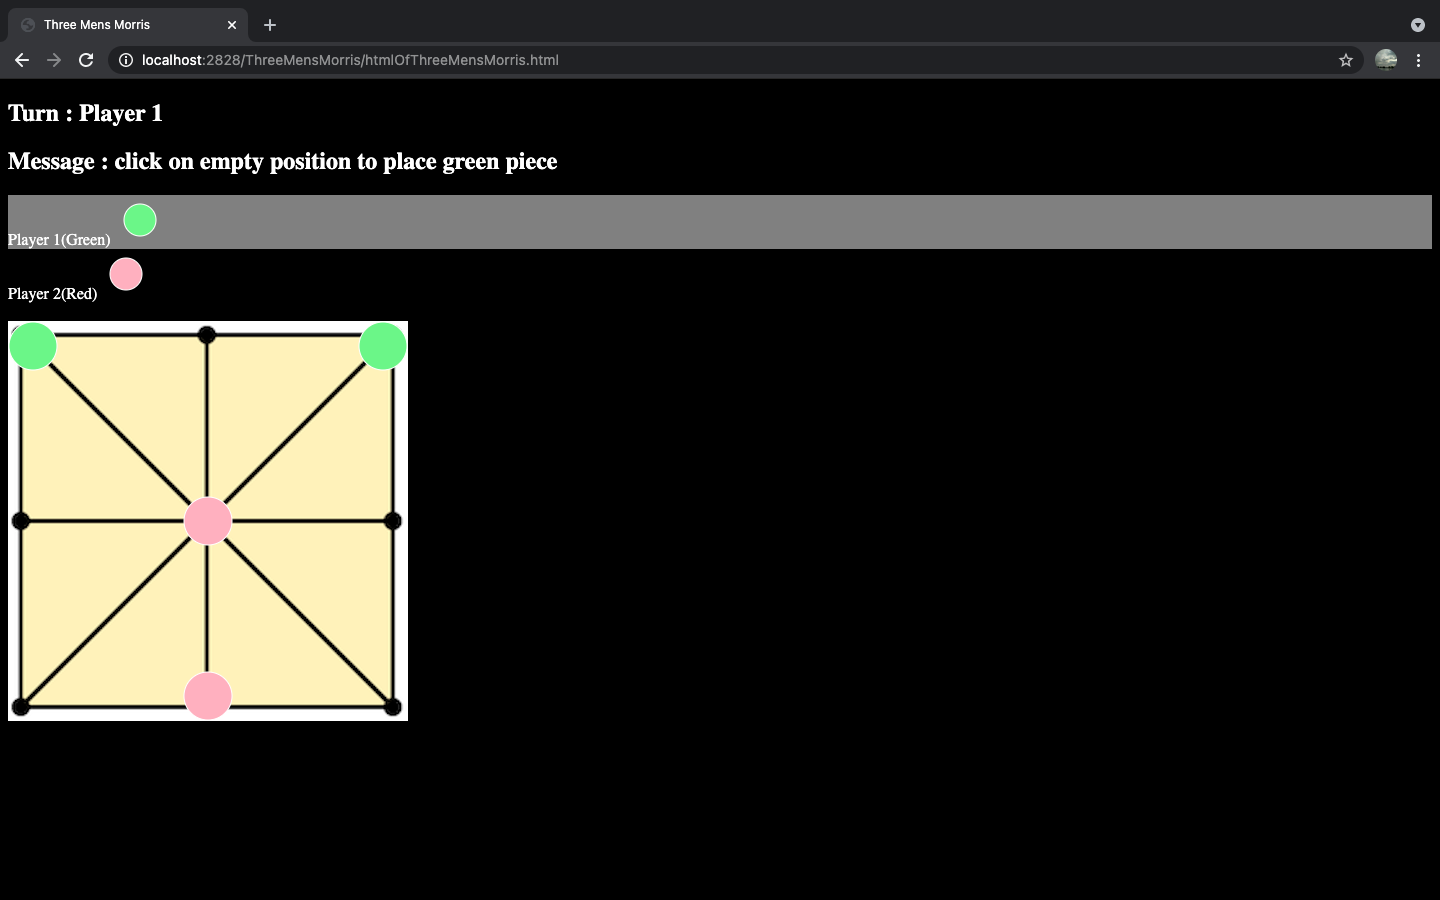 Three Mens Morris
localhost:2828/ThreeMensMorris/htmlOfThreeMensMorris.html
Turn : Player 1
Message : click on empty position to place green piece
Player 1(Green)
Player 2(Red)